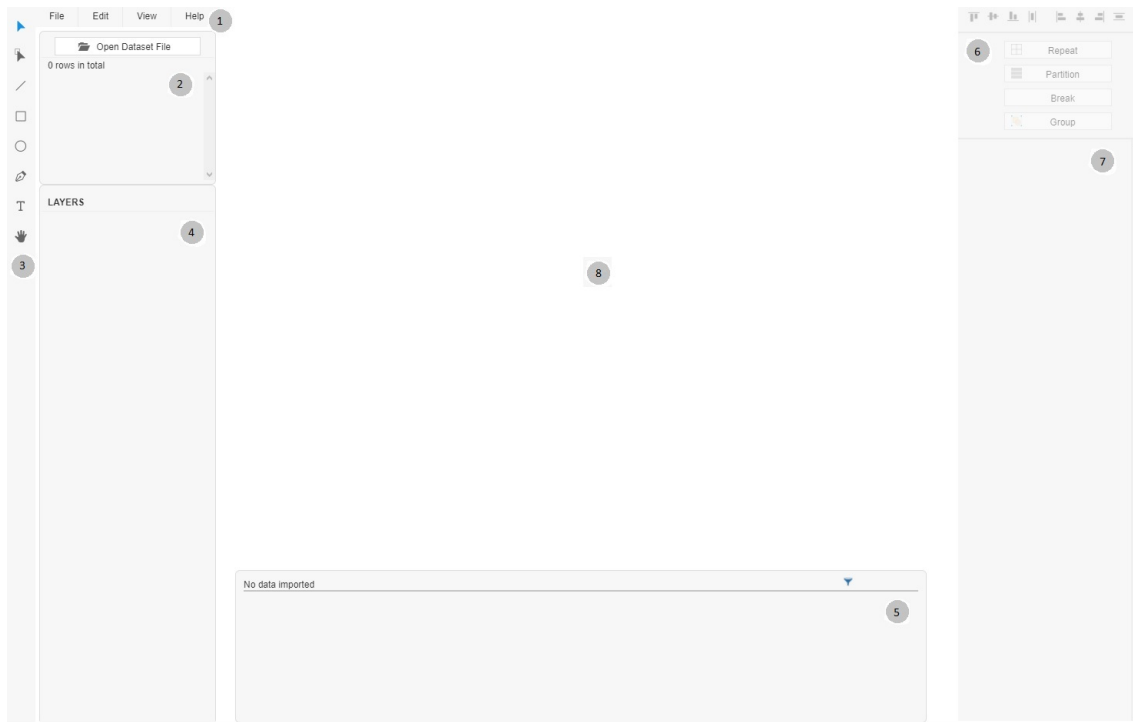 File Edit View Help 1
Open Dataset File
0 rows in total
2
LAYERS
4
T
3
8
No data imported
5
6 Repeat
Partition
Break
Group
7